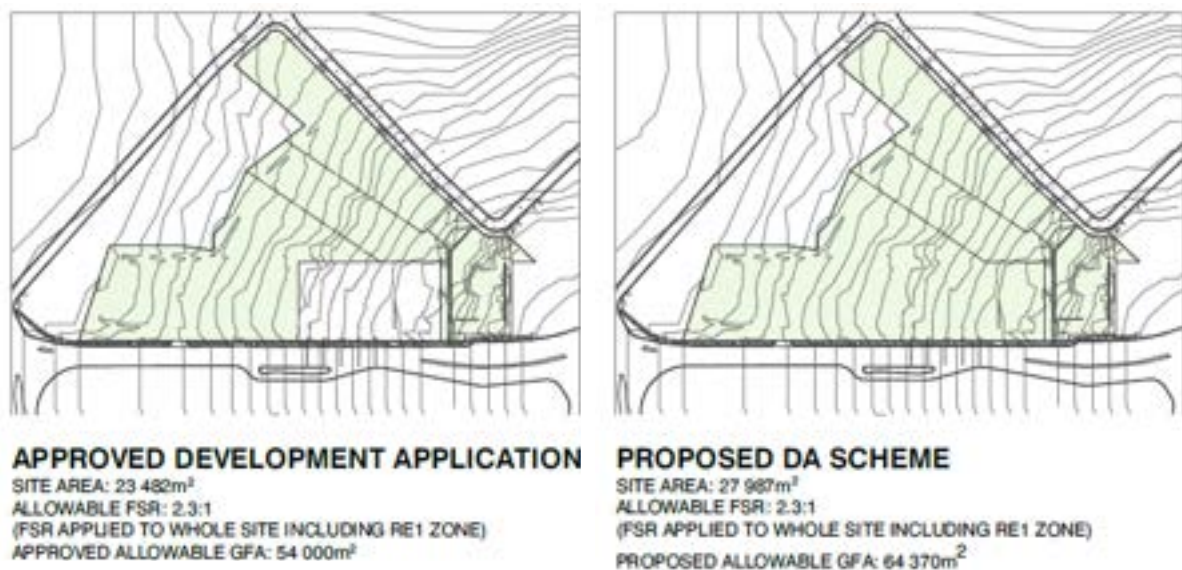 APPROVED DEVELOPMENT APPLICATION
SITE AREA: 23 482m²
ALLOWABLE FSR: 2.3:1
(FSR APPLIED TO WHOLE SITE INCLUDING RE1 ZONE)
APPROVED ALLOWABLE GFA: 54 000m²
PROPOSED DA SCHEME
SITE AREA: 27 987m²
ALLOWABLE FSR: 2.3:1
(FSR APPLIED TO WHOLE SITE INCLUDING RE1 ZONE)
PROPOSED ALLOWABLE GFA: 64 370m²